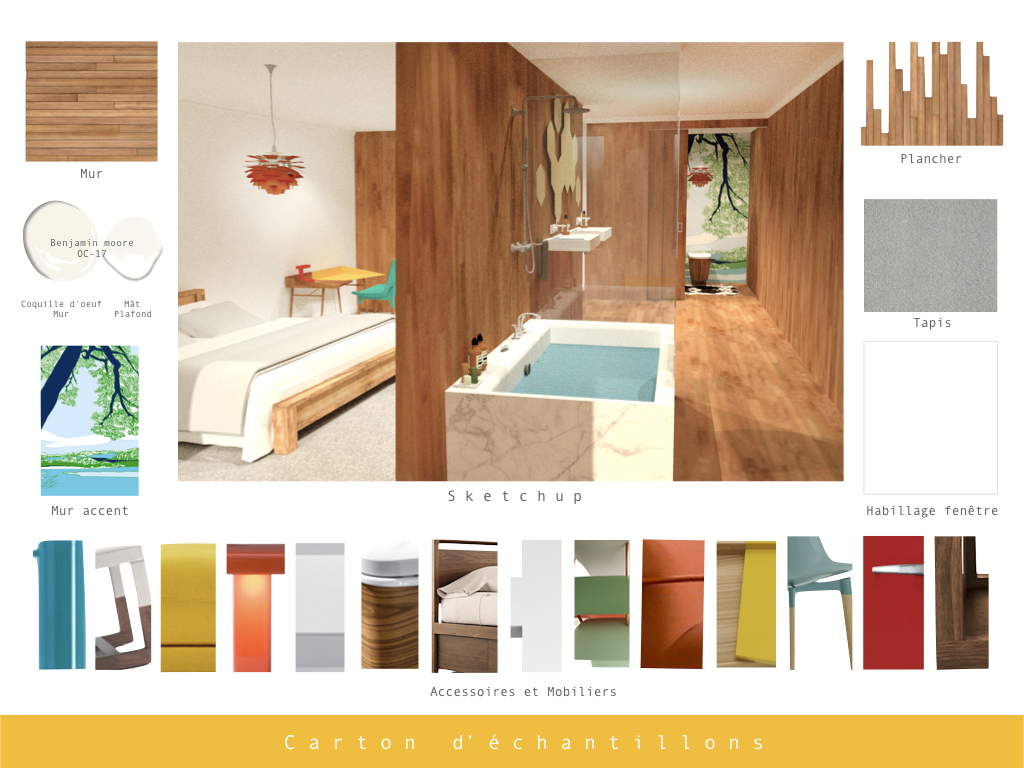 Mur
Plancher
Benjamin moore
OC-17
Coquille d'oeuf
Mur
Mât
Plafond
Tapis
Mur accent
Sketchup
Habillage fenêtre
Accessoires et Mobiliers
Carton d'échantillons